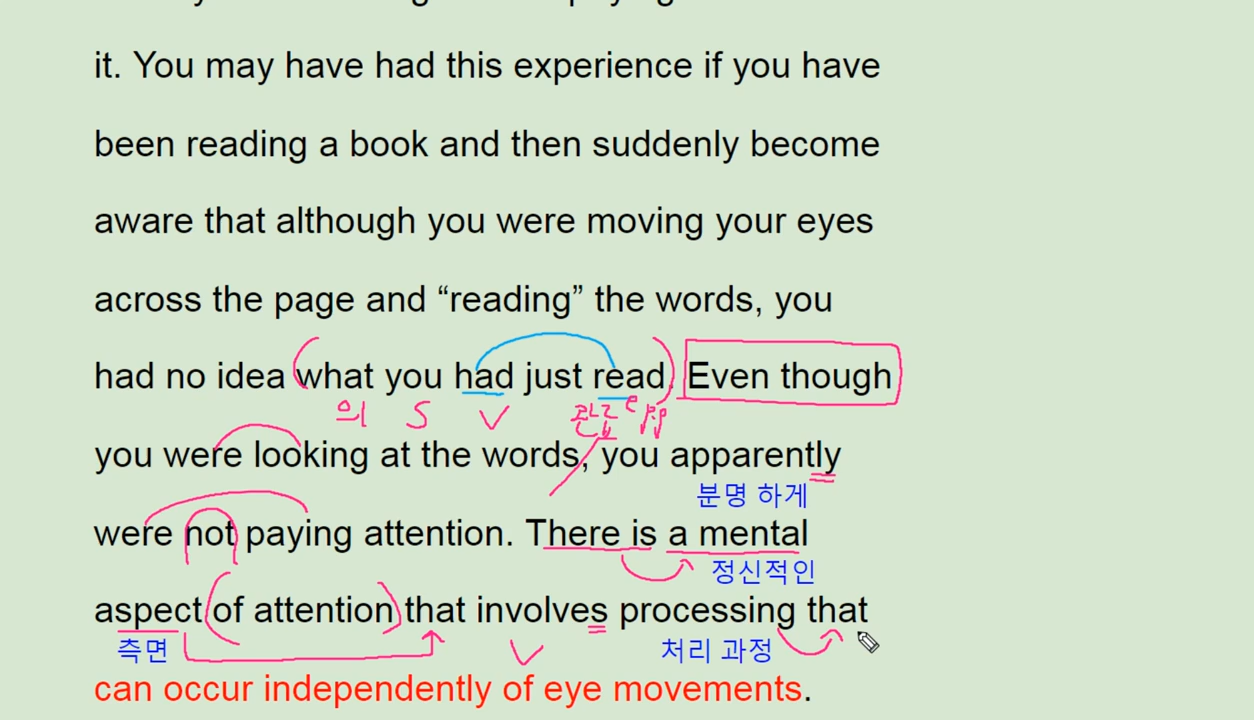 it. You may have had this experience if you have
been reading a book and then suddenly become
aware that although you were moving your eyes
across the page and “reading” the words, you
had no idea what you had just read. Even though
의 S V 완료 e pp
you were looking at the words, you apparently
분명 하게
were not paying attention. There is a mental
정신적인
aspect of attention that involves processing that
측면 V 처리 과정
can occur independently of eye movements.